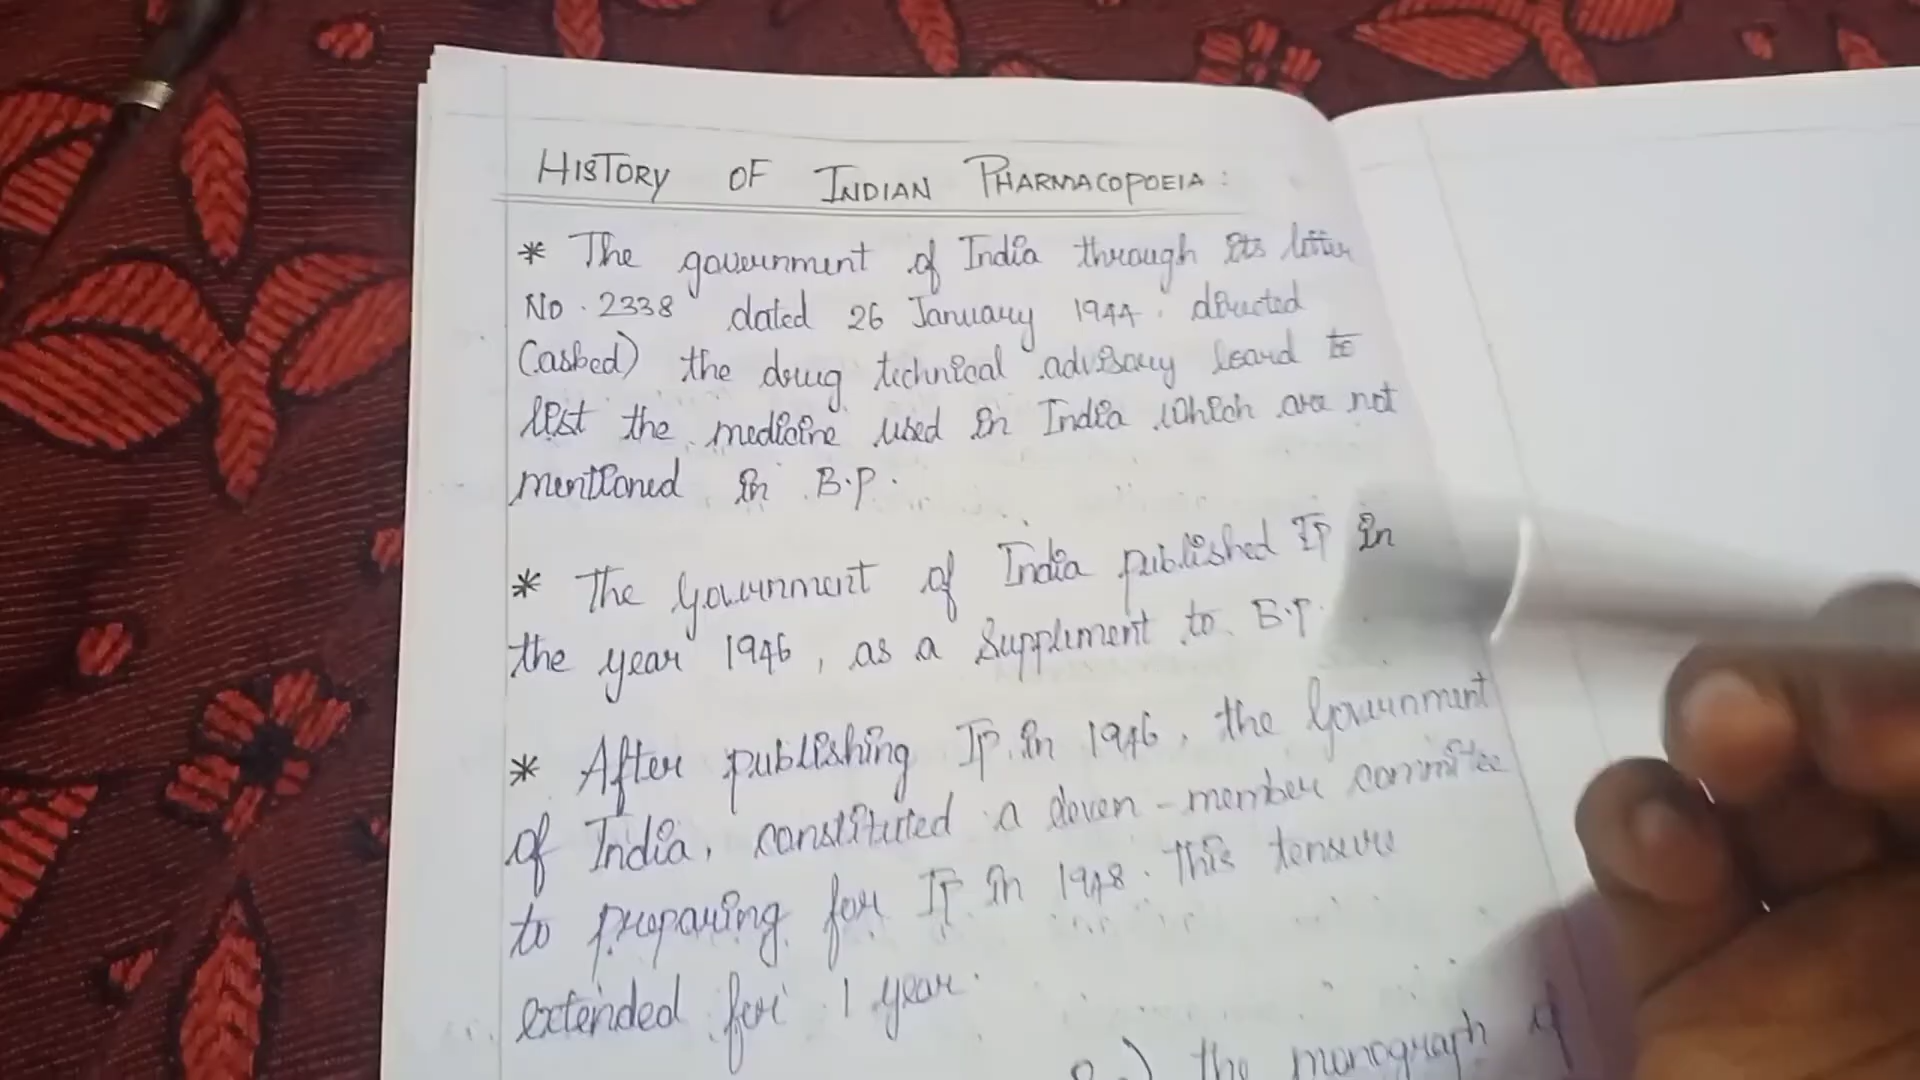 HISTORY OF INDIAN PHARMACOPOEIA:
* The government of India through its letter
No. 2338 dated 26 January 1944. directed
(asked) the drug technical advisary board to
list the medicine used in India which are not
mentioned in B.P.
* The Government of India published IP in
the year 1946, as a Suppliment to B.P.
* After publishing IP in 1946, the Government
of India, constituted a eleven-member committee
to preparing for IP in 1948. This tenure
extended for 1 year.
the monograph of